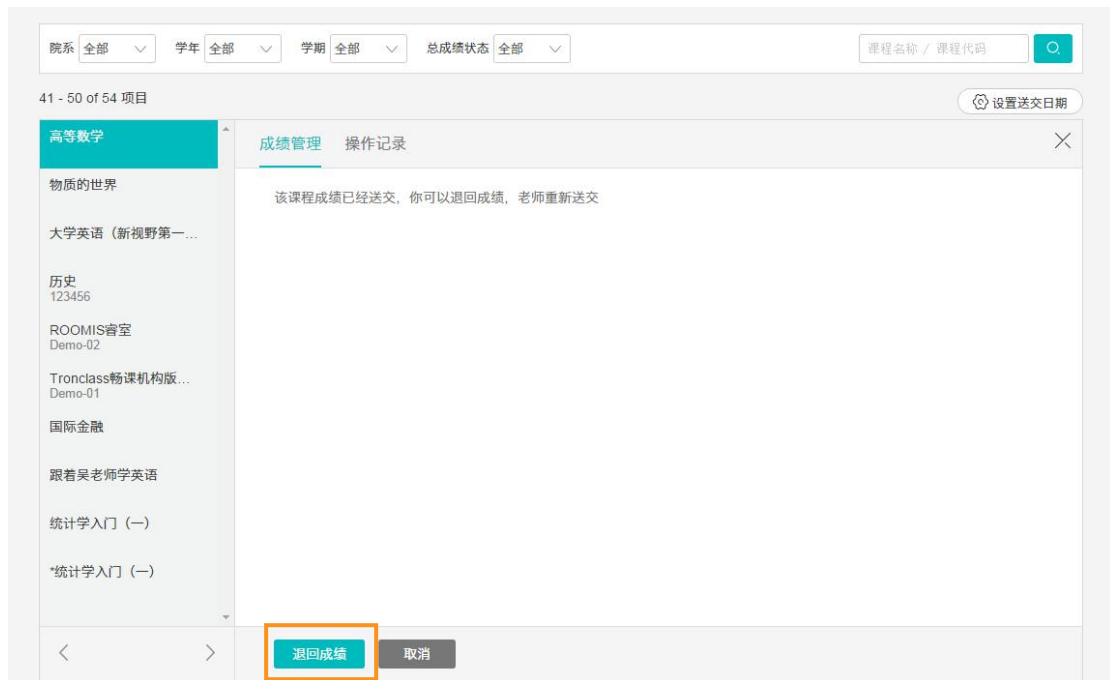 院系 全部 学年 全部 学期 全部 总成绩状态 全部 课程名称 / 课程代码
41 - 50 of 54 项目 设置送交日期
高等数学
成绩管理 操作记录
物质的世界
该课程成绩已经送交，你可以退回成绩，老师重新送交
大学英语（新视野第一...
历史
123456
ROOMIS睿室
Demo-02
Tronclass畅课机构版...
Demo-01
国际金融
跟着吴老师学英语
统计学入门（一）
*统计学入门（一）
退回成绩 取消